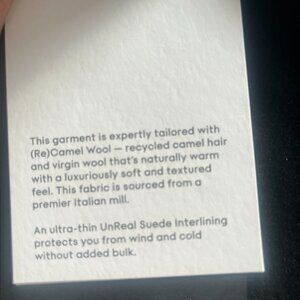 This garment is expertly tailored with
(Re)Camel Wool — recycled camel hair
and virgin wool that's naturally warm
with a luxuriously soft and textured
feel. This fabric is sourced from a
premier Italian mill.
An ultra-thin UnReal Suede Interlining
protects you from wind and cold
without added bulk.